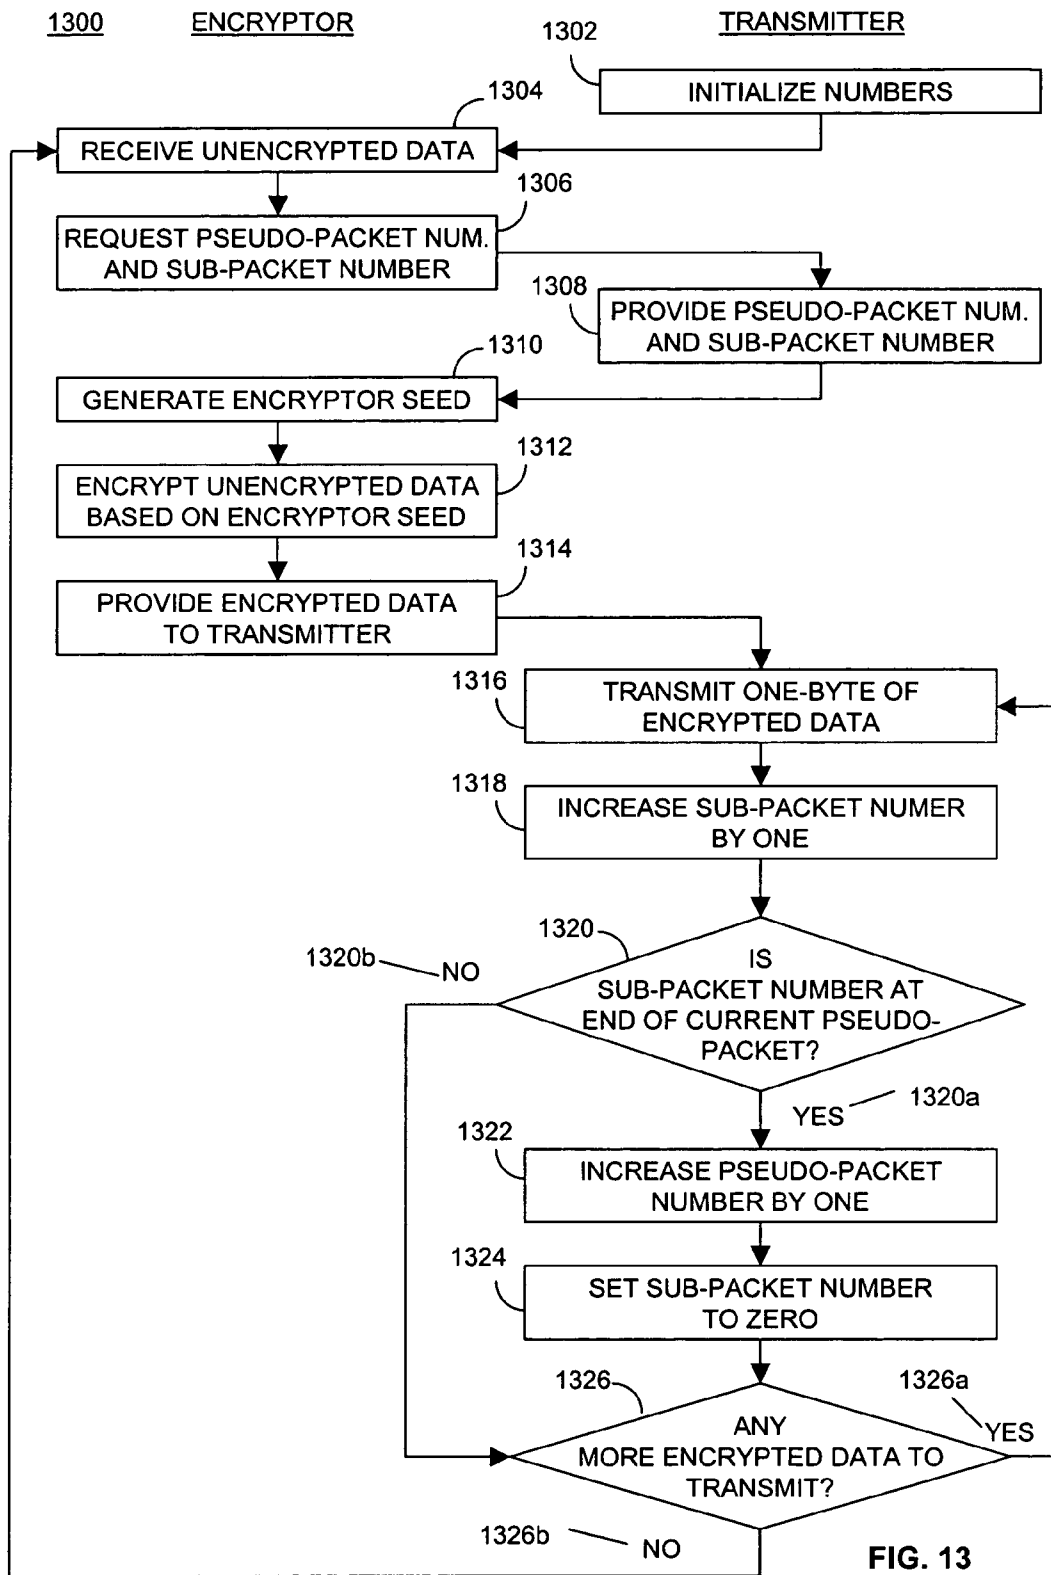 1300 ENCRYPTOR TRANSMITTER
1302
INITIALIZE NUMBERS
1304
RECEIVE UNENCRYPTED DATA
1306
REQUEST PSEUDO-PACKET NUM.
AND SUB-PACKET NUMBER
1308
PROVIDE PSEUDO-PACKET NUM.
AND SUB-PACKET NUMBER
1310
GENERATE ENCRYPTOR SEED
1312
ENCRYPT UNENCRYPTED DATA
BASED ON ENCRYPTOR SEED
1314
PROVIDE ENCRYPTED DATA
TO TRANSMITTER
1316
TRANSMIT ONE-BYTE OF
ENCRYPTED DATA
1318
INCREASE SUB-PACKET NUMER
BY ONE
1320
1320b NO
IS
SUB-PACKET NUMBER AT
END OF CURRENT PSEUDO-
PACKET?
YES 1320a
1322
INCREASE PSEUDO-PACKET
NUMBER BY ONE
1324
SET SUB-PACKET NUMBER
TO ZERO
1326
1326a
YES
ANY
MORE ENCRYPTED DATA TO
TRANSMIT?
1326b NO
FIG. 13